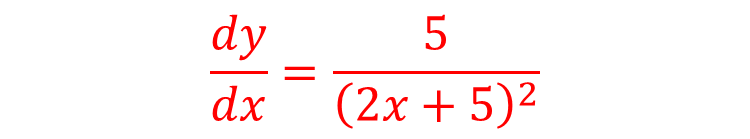 dy/dx = 5/(2x + 5)²